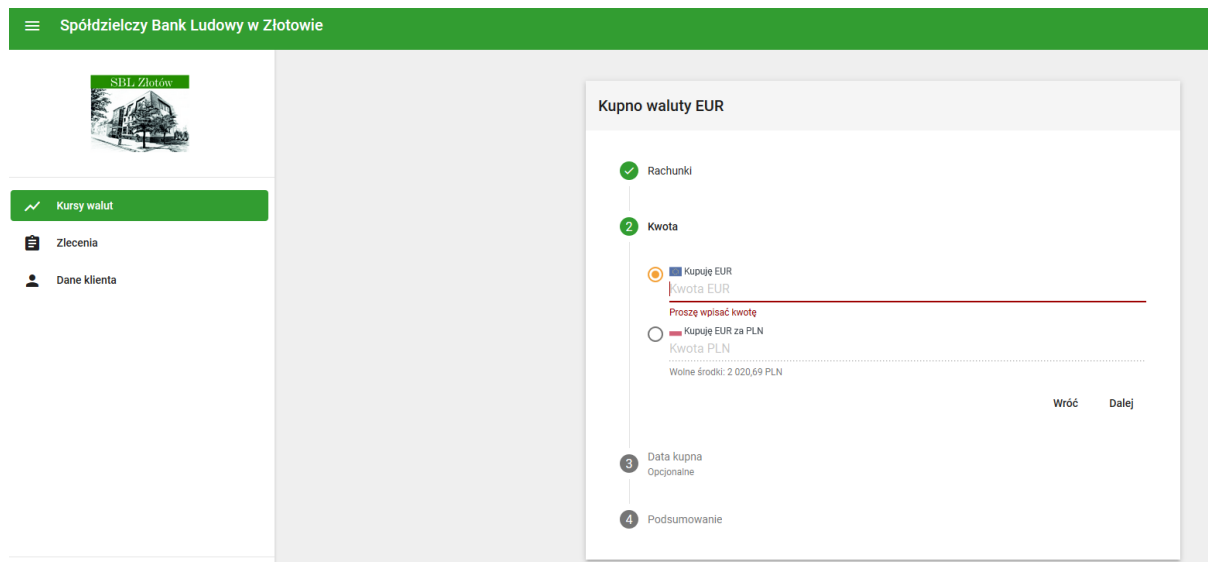 Spółdzielczy Bank Ludowy w Złotowie
SBL Złotów
Kursy walut
Zlecenia
Dane klienta
Kupno waluty EUR
Rachunki
2 Kwota
Kupuję EUR
Kwota EUR
Proszę wpisać kwotę
Kupuję EUR za PLN
Kwota PLN
Wolne środki: 2 020,69 PLN
Wróć Dalej
3 Data kupna
Opcjonalne
4 Podsumowanie